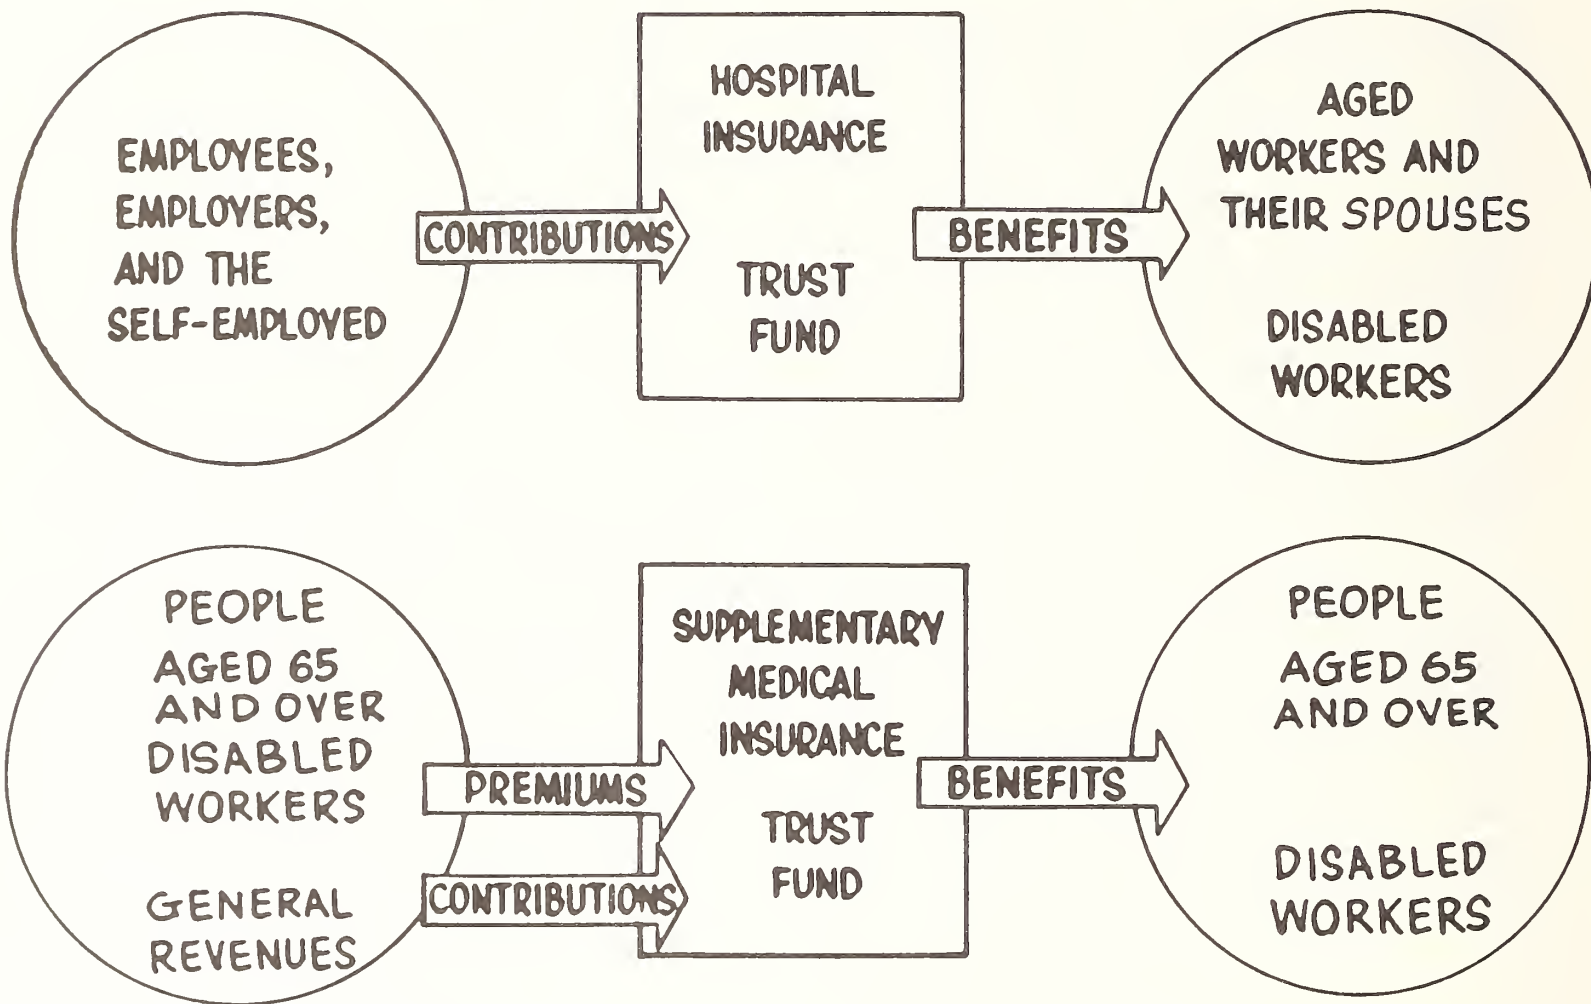 EMPLOYEES,
EMPLOYERS,
AND THE
SELF-EMPLOYED
CONTRIBUTIONS
HOSPITAL
INSURANCE
TRUST
FUND
BENEFITS
AGED
WORKERS AND
THEIR SPOUSES
DISABLED
WORKERS
PEOPLE
AGED 65
AND OVER
DISABLED
WORKERS
GENERAL
REVENUES
PREMIUMS
CONTRIBUTIONS
SUPPLEMENTARY
MEDICAL
INSURANCE
TRUST
FUND
BENEFITS
PEOPLE
AGED 65
AND OVER
DISABLED
WORKERS